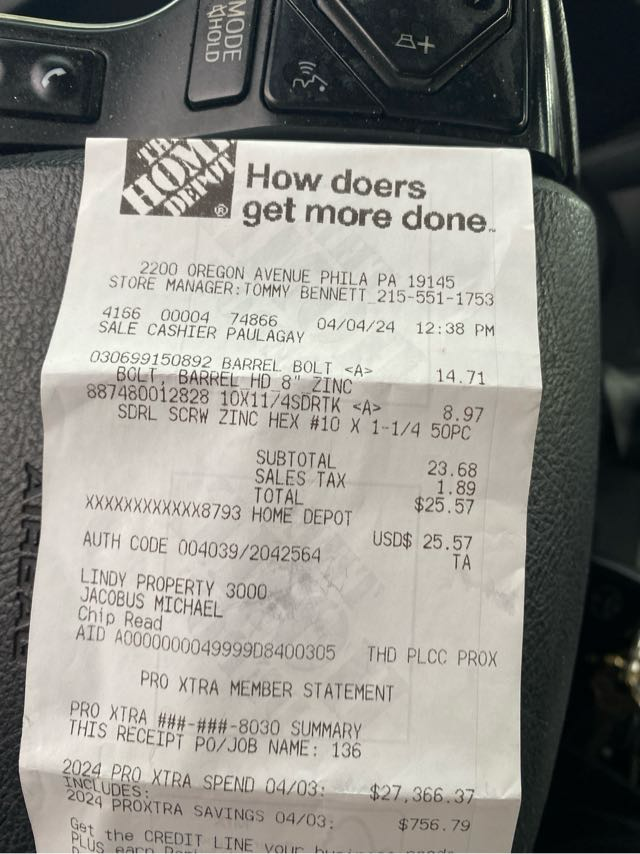 MODE
HOLD
THE
HOME
DEPOT
®
How doers
get more done™
2200 OREGON AVENUE PHILA PA 19145
STORE MANAGER:TOMMY BENNETT 215-551-1753
4166 00004 74866 04/04/24 12:38 PM
SALE CASHIER PAULAGAY
030699150892 BARREL BOLT <A> 14.71
BOLT, BARREL HD 8" ZINC
887480012828 10X11/4SDRTK <A> 8.97
SDRL SCRW ZINC HEX #10 X 1-1/4 50PC
SUBTOTAL 23.68
SALES TAX 1.89
TOTAL $25.57
XXXXXXXXXXXX8793 HOME DEPOT
USD$ 25.57
AUTH CODE 004039/2042564 TA
LINDY PROPERTY 3000
JACOBUS MICHAEL
Chip Read
AID A0000000049999D8400305 THD PLCC PROX
PRO XTRA MEMBER STATEMENT
PRO XTRA ###-###-8030 SUMMARY
THIS RECEIPT PO/JOB NAME: 136
2024 PRO XTRA SPEND 04/03: $27,366.37
INCLUDES:
2024 PROXTRA SAVINGS 04/03: $756.79
Get the CREDIT LINE your business needs
PLUS earn
AIRBAG